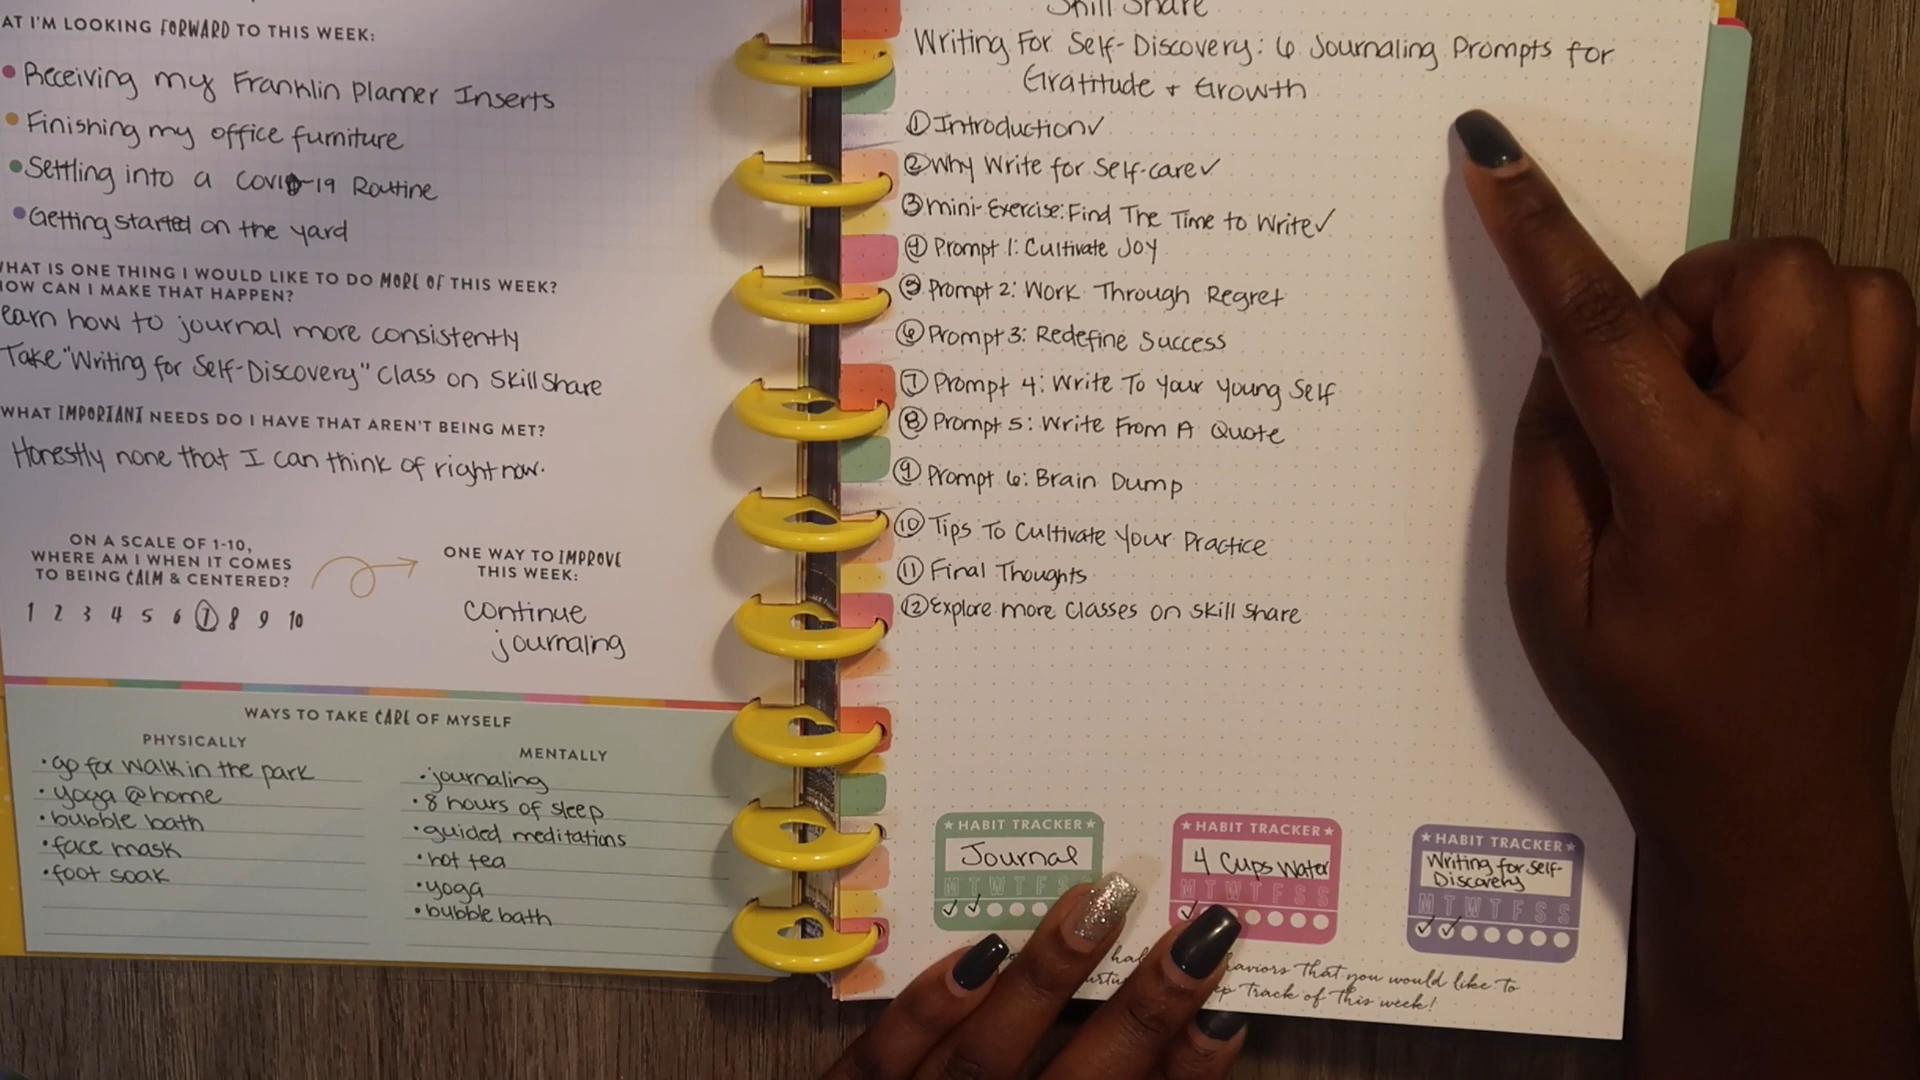 AT I'M LOOKING FORWARD TO THIS WEEK:
• Receiving my Franklin Planner Inserts
• Finishing my office furniture
• Settling into a COVID-19 Routine
• Getting started on the yard
WHAT IS ONE THING I WOULD LIKE TO DO MORE OF THIS WEEK?
HOW CAN I MAKE THAT HAPPEN?
earn how to journal more consistently
Take "Writing for Self-Discovery" Class on SkillShare
WHAT IMPORTANT NEEDS DO I HAVE THAT AREN'T BEING MET?
Honestly none that I can think of right now.
ON A SCALE OF 1-10,
WHERE AM I WHEN IT COMES
TO BEING CALM & CENTERED?
1 2 3 4 5 6 7 8 9 10
ONE WAY TO IMPROVE
THIS WEEK:
continue
journaling
WAYS TO TAKE CARE OF MYSELF
PHYSICALLY
• go for walk in the park
• yoga @ home
• bubble bath
• face mask
• foot soak
MENTALLY
• journaling
• 8 hours of sleep
• guided meditations
• hot tea
• yoga
• bubble bath
Skill Share
Writing For Self-Discovery: 6 Journaling Prompts for
Gratitude + Growth
① Introduction ✓
② Why Write for Self-care ✓
③ mini-Exercise: Find The Time to Write ✓
④ Prompt 1: Cultivate Joy
⑤ Prompt 2: Work Through Regret
⑥ Prompt 3: Redefine Success
⑦ Prompt 4: Write To Your Young Self
⑧ Prompt 5: Write From A Quote
⑨ Prompt 6: Brain Dump
⑩ Tips To Cultivate Your Practice
⑪ Final Thoughts
⑫ Explore more Classes on Skill Share
★ HABIT TRACKER ★
Journal
M T W T F S
★ HABIT TRACKER ★
4 Cups Water
M T W T F S S
★ HABIT TRACKER ★
Writing for Self-
Discovery
M T W T F S S
haviors that you would like to
track of this week!